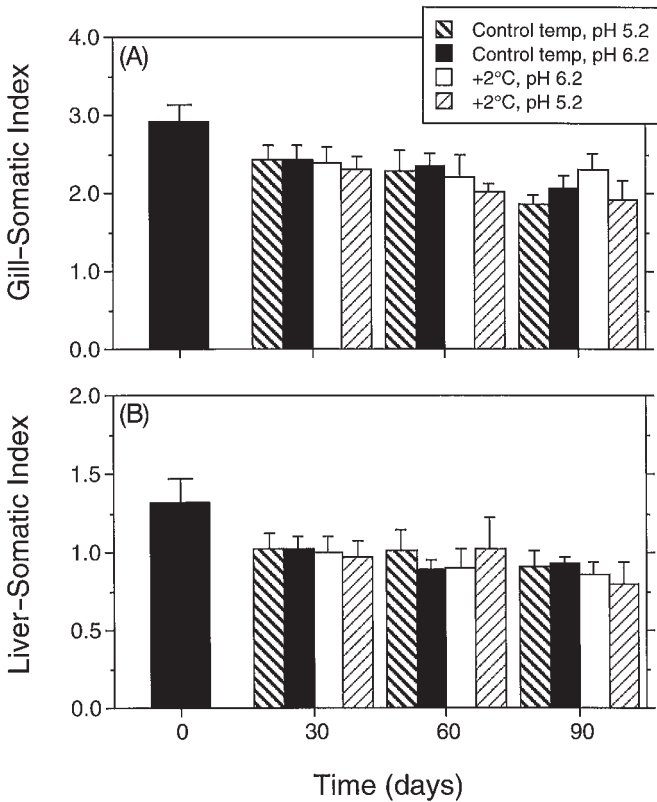 Control temp, pH 5.2
Control temp, pH 6.2
+2°C, pH 6.2
+2°C, pH 5.2
(A)
Gill–Somatic Index
4.0
3.0
2.0
1.0
0.0
(B)
Liver–Somatic Index
2.0
1.5
1.0
0.5
0.0
0 30 60 90
Time (days)